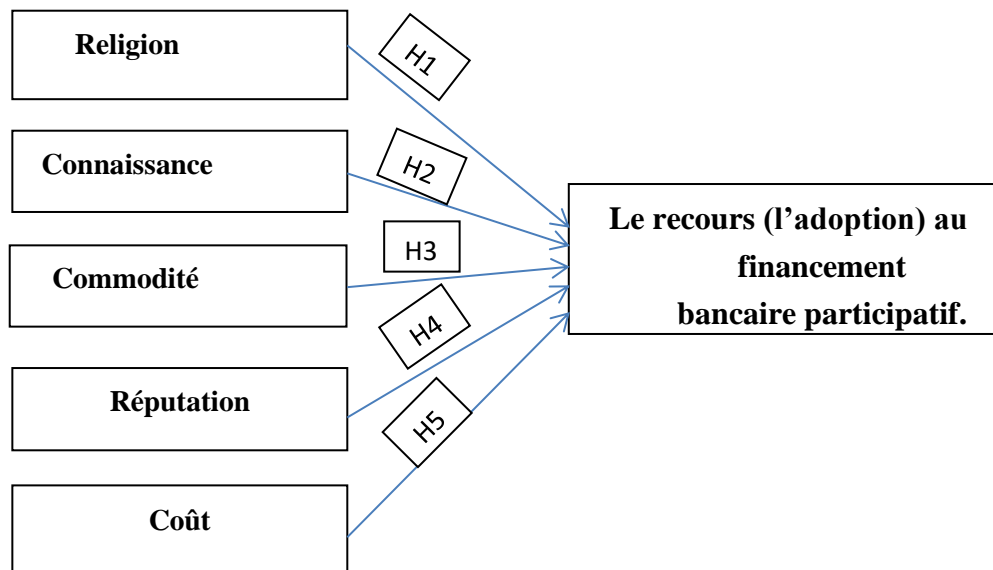 Religion
H1
Connaissance
H2
Commodité
H3
Réputation
H4
Coût
H5
Le recours (l’adoption) au
financement
bancaire participatif.